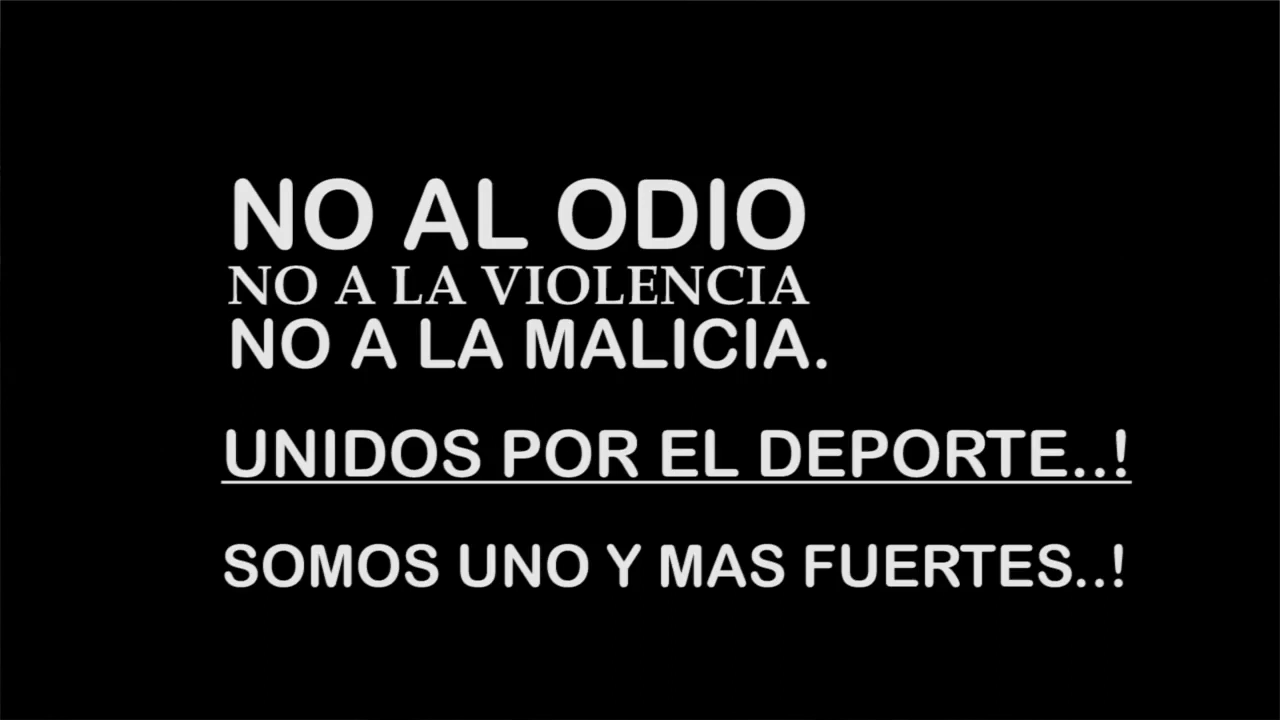 NO AL ODIO
NO A LA VIOLENCIA
NO A LA MALICIA.
UNIDOS POR EL DEPORTE..!
SOMOS UNO Y MAS FUERTES..!